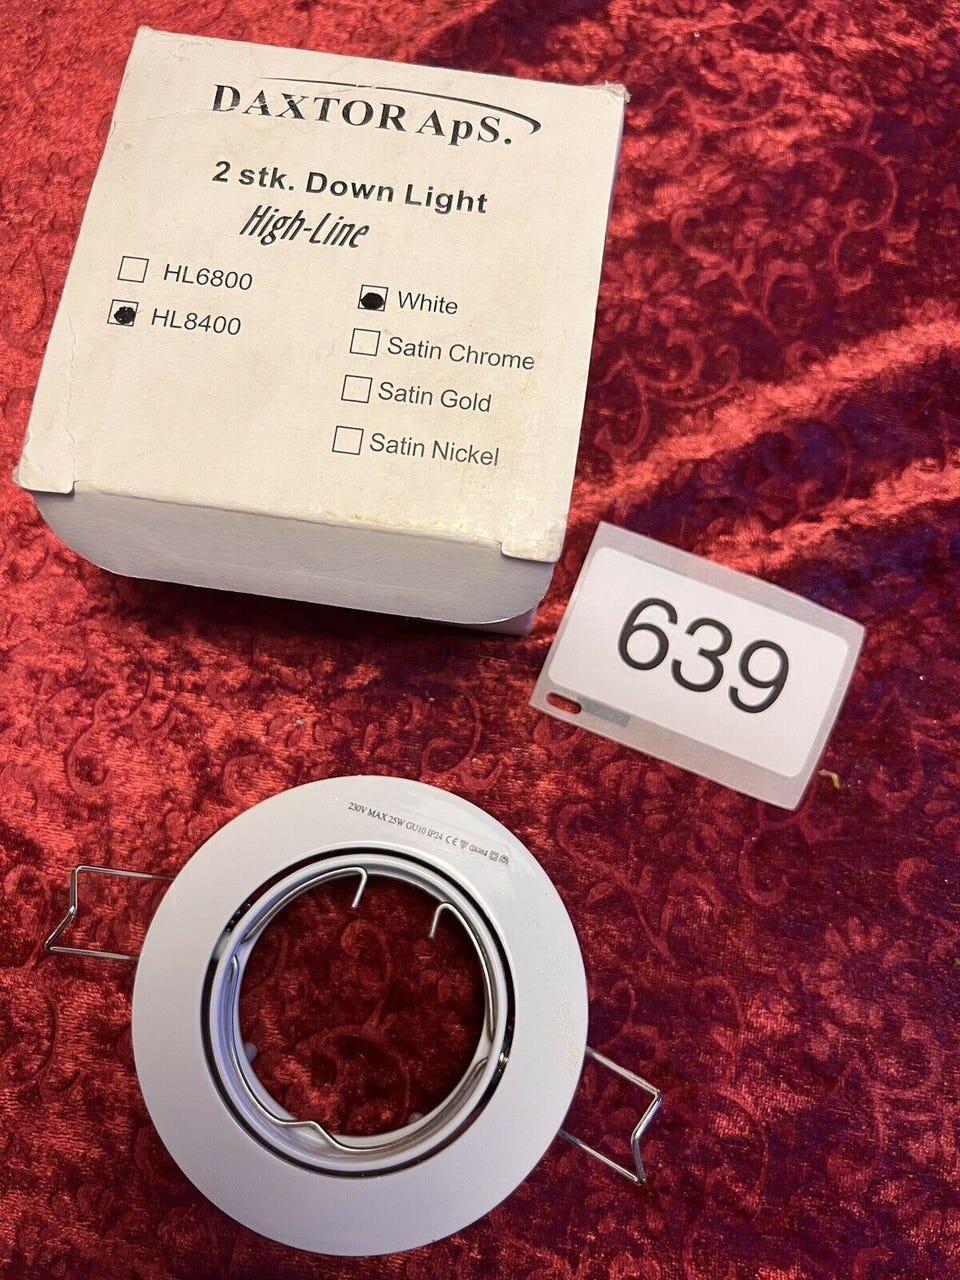 DAXTOR ApS.
2 stk. Down Light
High-Line
HL6800
HL8400
White
Satin Chrome
Satin Gold
Satin Nickel
639
230V MAX 25W GU10 IP24 CE